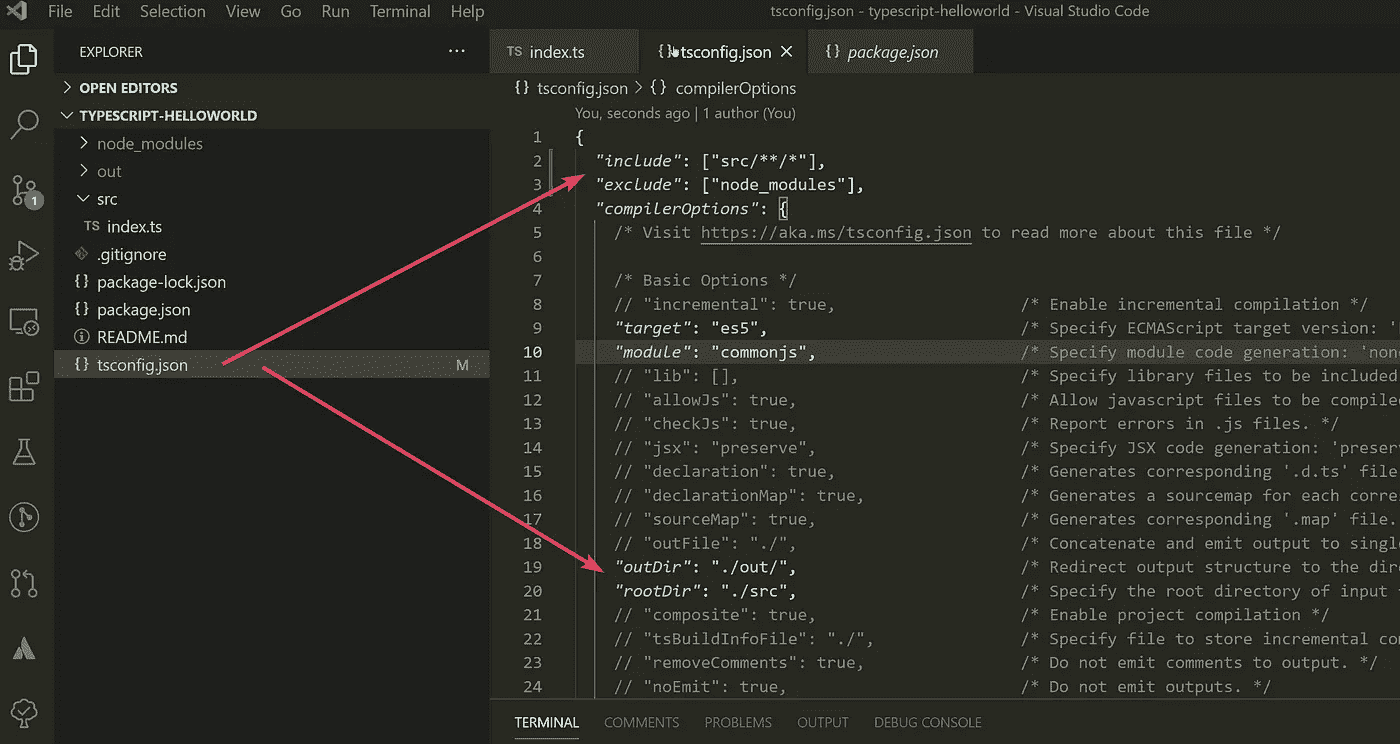 File Edit Selection View Go Run Terminal Help
tsconfig.json - typescript-helloworld - Visual Studio Code
EXPLORER ···
OPEN EDITORS
TYPESCRIPT-HELLOWORLD
node_modules
out
src
TS index.ts
.gitignore
{} package-lock.json
{} package.json
README.md
{} tsconfig.json M
1
TS index.ts {} tsconfig.json {} package.json
{} tsconfig.json > {} compilerOptions
You, seconds ago | 1 author (You)
1 {
2 "include": ["src/**/*"],
3 "exclude": ["node_modules"],
4 "compilerOptions": {
5 /* Visit https://aka.ms/tsconfig.json to read more about this file */
6
7 /* Basic Options */
8 // "incremental": true, /* Enable incremental compilation */
9 "target": "es5", /* Specify ECMAScript target version: '
10 "module": "commonjs", /* Specify module code generation: 'non
11 // "lib": [], /* Specify library files to be included
12 // "allowJs": true, /* Allow javascript files to be compile
13 // "checkJs": true, /* Report errors in .js files. */
14 // "jsx": "preserve", /* Specify JSX code generation: 'preser
15 // "declaration": true, /* Generates corresponding '.d.ts' file
16 // "declarationMap": true, /* Generates a sourcemap for each corre
17 // "sourceMap": true, /* Generates corresponding '.map' file.
18 // "outFile": "./", /* Concatenate and emit output to singl
19 "outDir": "./out/", /* Redirect output structure to the dir
20 "rootDir": "./src", /* Specify the root directory of input
21 // "composite": true, /* Enable project compilation */
22 // "tsBuildInfoFile": "./", /* Specify file to store incremental co
23 // "removeComments": true, /* Do not emit comments to output. */
24 // "noEmit": true, /* Do not emit outputs. */
TERMINAL COMMENTS PROBLEMS OUTPUT DEBUG CONSOLE